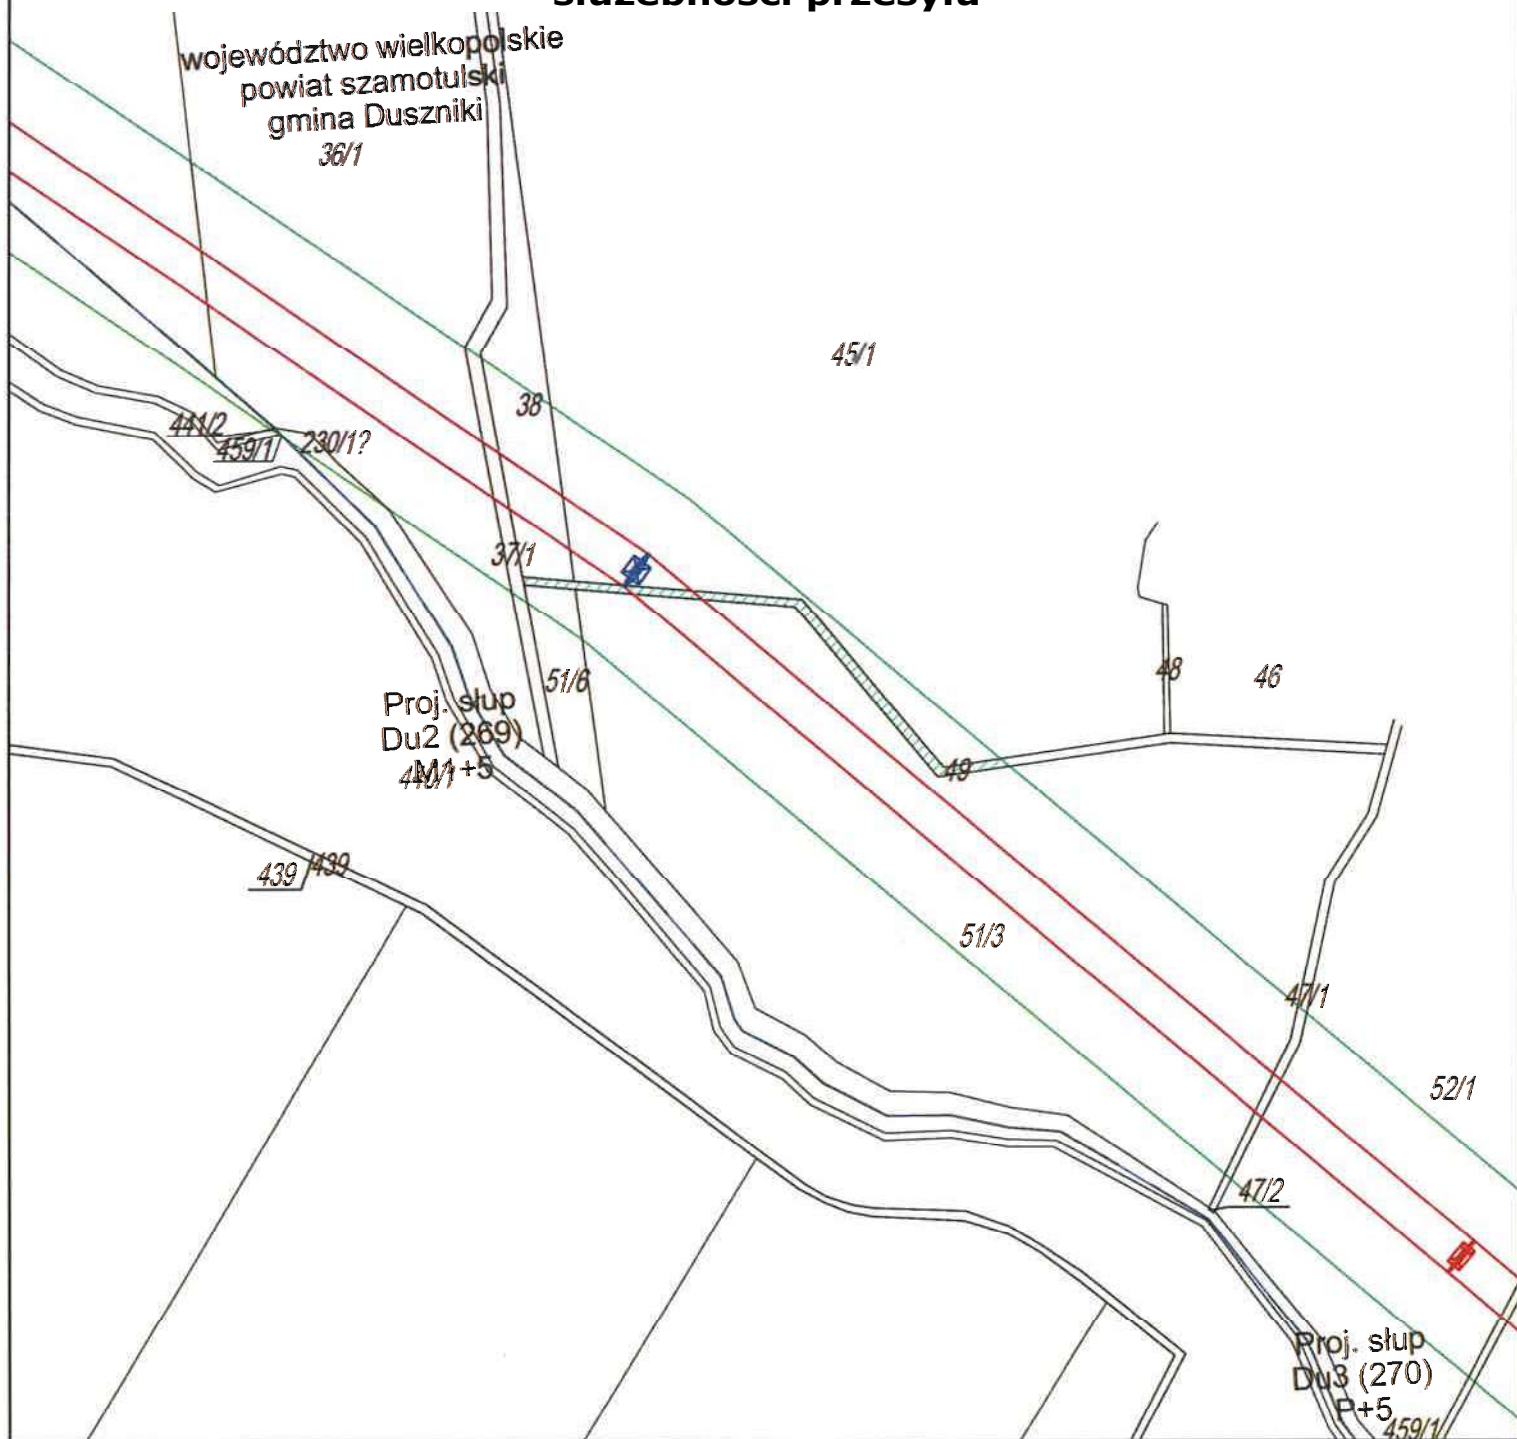 służebności przesyłu
województwo wielkopolskie
powiat szamotulski
gmina Duszniki
36/1
45/1
38
441/2
459/1
230/1?
37/1
48
46
51/6
Proj. słup
Du2 (269)
M1+5
49
439
439
51/3
47/1
52/1
47/2
Proj. słup
Du3 (270)
P+5
459/1